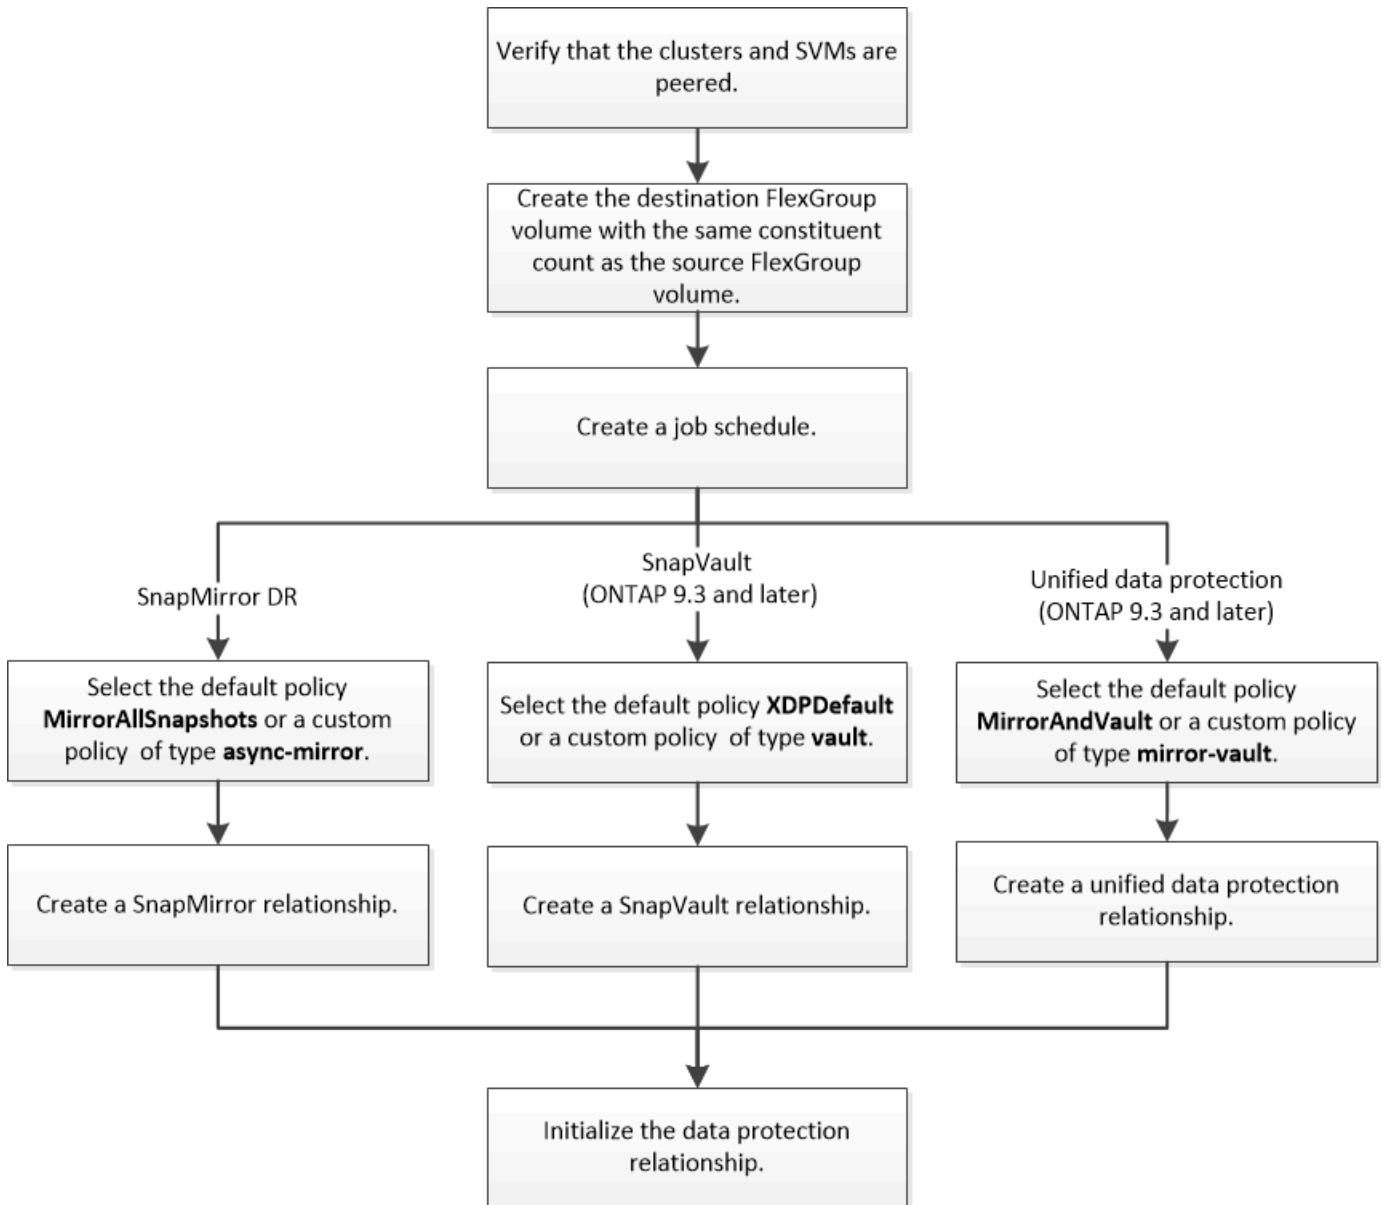 Verify that the clusters and SVMs are
peered.
Create the destination FlexGroup
volume with the same constituent
count as the source FlexGroup
volume.
Create a job schedule.
SnapMirror DR
SnapVault
(ONTAP 9.3 and later)
Unified data protection
(ONTAP 9.3 and later)
Select the default policy
MirrorAllSnapshots or a custom
policy of type async-mirror.
Select the default policy XDPDefault
or a custom policy of type vault.
Select the default policy
MirrorAndVault or a custom policy
of type mirror-vault.
Create a SnapMirror relationship.
Create a SnapVault relationship.
Create a unified data protection
relationship.
Initialize the data protection
relationship.